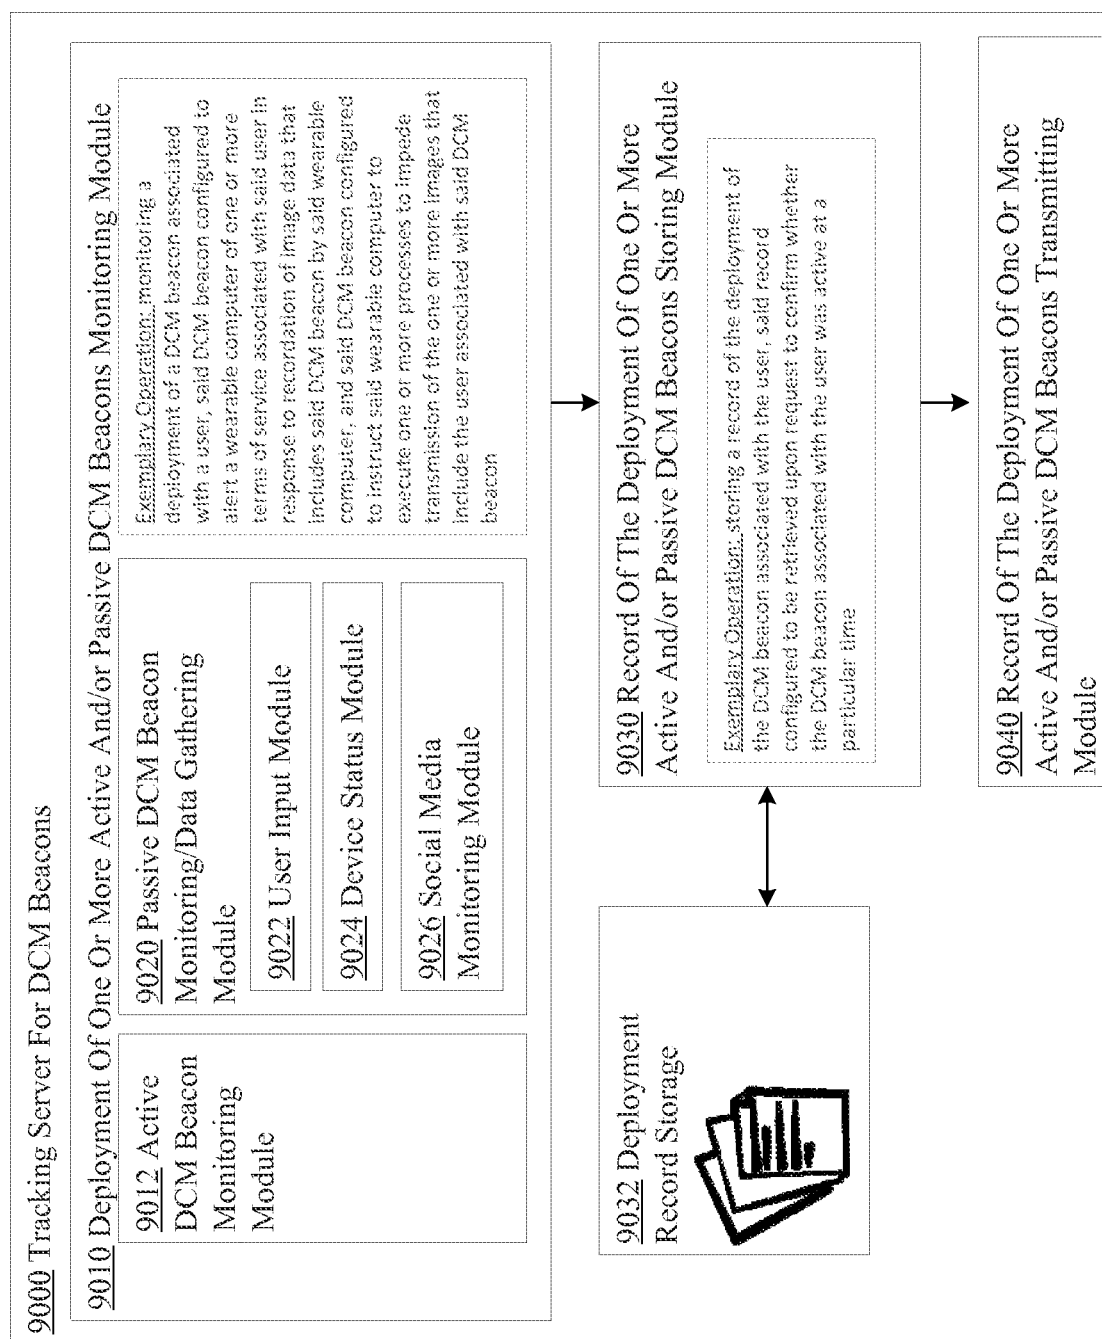 9000 Tracking Server For DCM Beacons
9010 Deployment Of One Or More Active And/or Passive DCM Beacons Monitoring Module
9012 Active
DCM Beacon
Monitoring
Module
9020 Passive DCM Beacon
Monitoring/Data Gathering
Module
9022 User Input Module
9024 Device Status Module
9026 Social Media
Monitoring Module
Exemplary Operation: monitoring a
deployment of a DCM beacon associated
with a user, said DCM beacon configured to
alert a wearable computer of one or more
terms of service associated with said user in
response to recordation of image data that
includes said DCM beacon by said wearable
computer, and said DCM beacon configured
to instruct said wearable computer to
execute one or more processes to impede
transmission of the one or more images that
include the user associated with said DCM
beacon
9032 Deployment
Record Storage
9030 Record Of The Deployment Of One Or More
Active And/or Passive DCM Beacons Storing Module
Exemplary Operation: storing a record of the deployment of
the DCM beacon associated with the user, said record
configured to be retrieved upon request to confirm whether
the DCM beacon associated with the user was active at a
particular time
9040 Record Of The Deployment Of One Or More
Active And/or Passive DCM Beacons Transmitting
Module